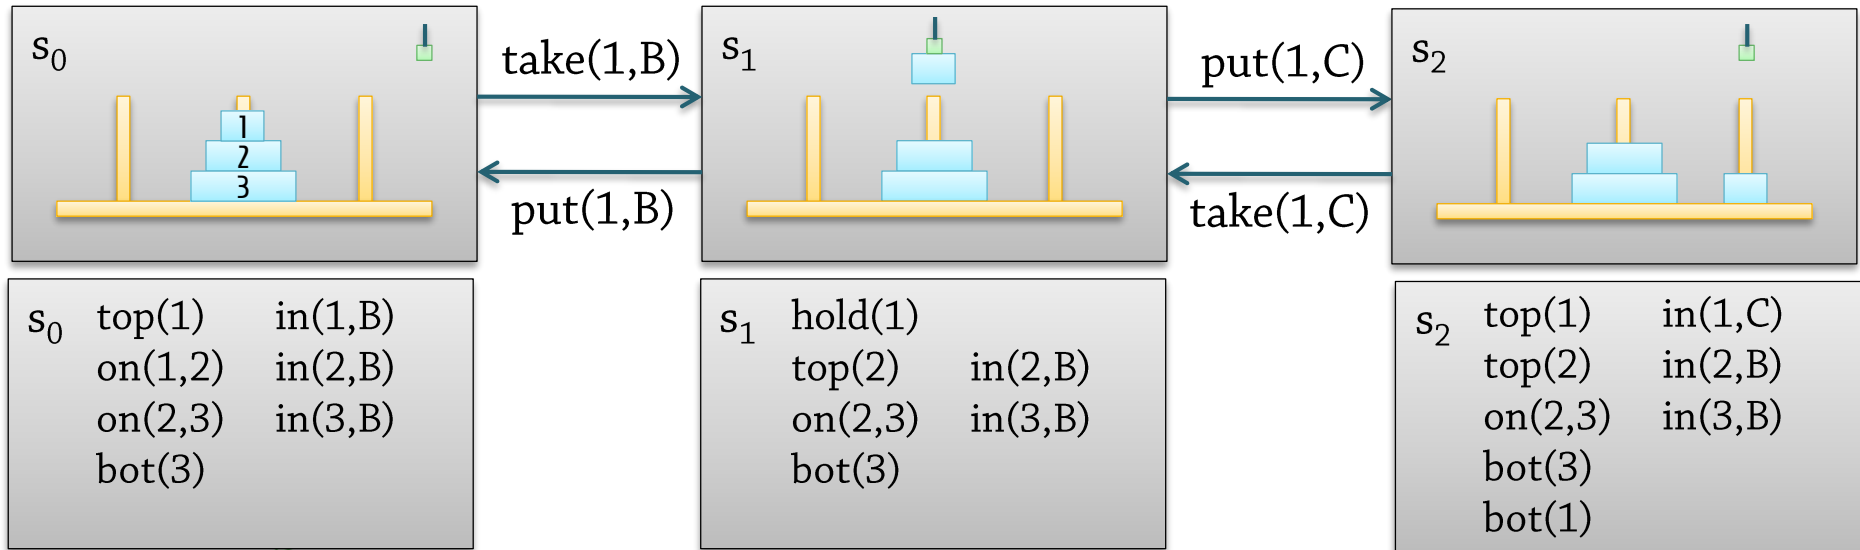 s₀
1
2
3
take(1,B)
put(1,B)
s₁
put(1,C)
take(1,C)
s₂
s₀ top(1) in(1,B)
on(1,2) in(2,B)
on(2,3) in(3,B)
bot(3)
s₁ hold(1)
top(2) in(2,B)
on(2,3) in(3,B)
bot(3)
s₂ top(1) in(1,C)
top(2) in(2,B)
on(2,3) in(3,B)
bot(3)
bot(1)